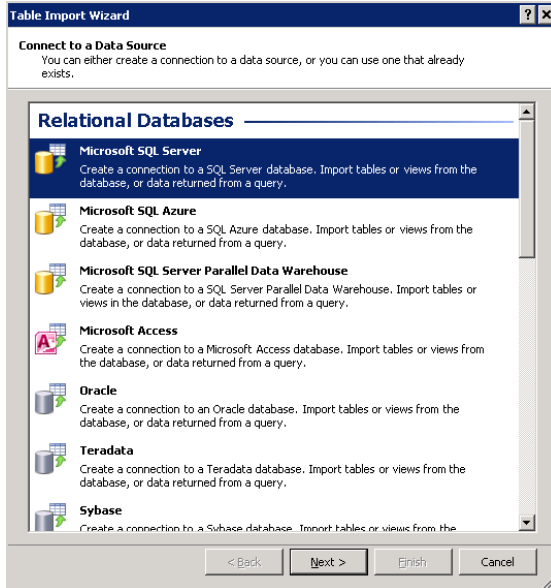 Table Import Wizard
Connect to a Data Source
You can either create a connection to a data source, or you can use one that already
exists.
Relational Databases
Microsoft SQL Server
Create a connection to a SQL Server database. Import tables or views from the
database, or data returned from a query.
Microsoft SQL Azure
Create a connection to a SQL Azure database. Import tables or views from the
database, or data returned from a query.
Microsoft SQL Server Parallel Data Warehouse
Create a connection to a SQL Server Parallel Data Warehouse. Import tables or
views in the database, or data returned from a query.
Microsoft Access
Create a connection to a Microsoft Access database. Import tables or views from
the database, or data returned from a query.
Oracle
Create a connection to an Oracle database. Import tables or views from the
database, or data returned from a query.
Teradata
Create a connection to a Teradata database. Import tables or views from the
database, or data returned from a query.
Sybase
Create a connection to a Sybase database. Import tables or views from the
< Back Next > Finish Cancel